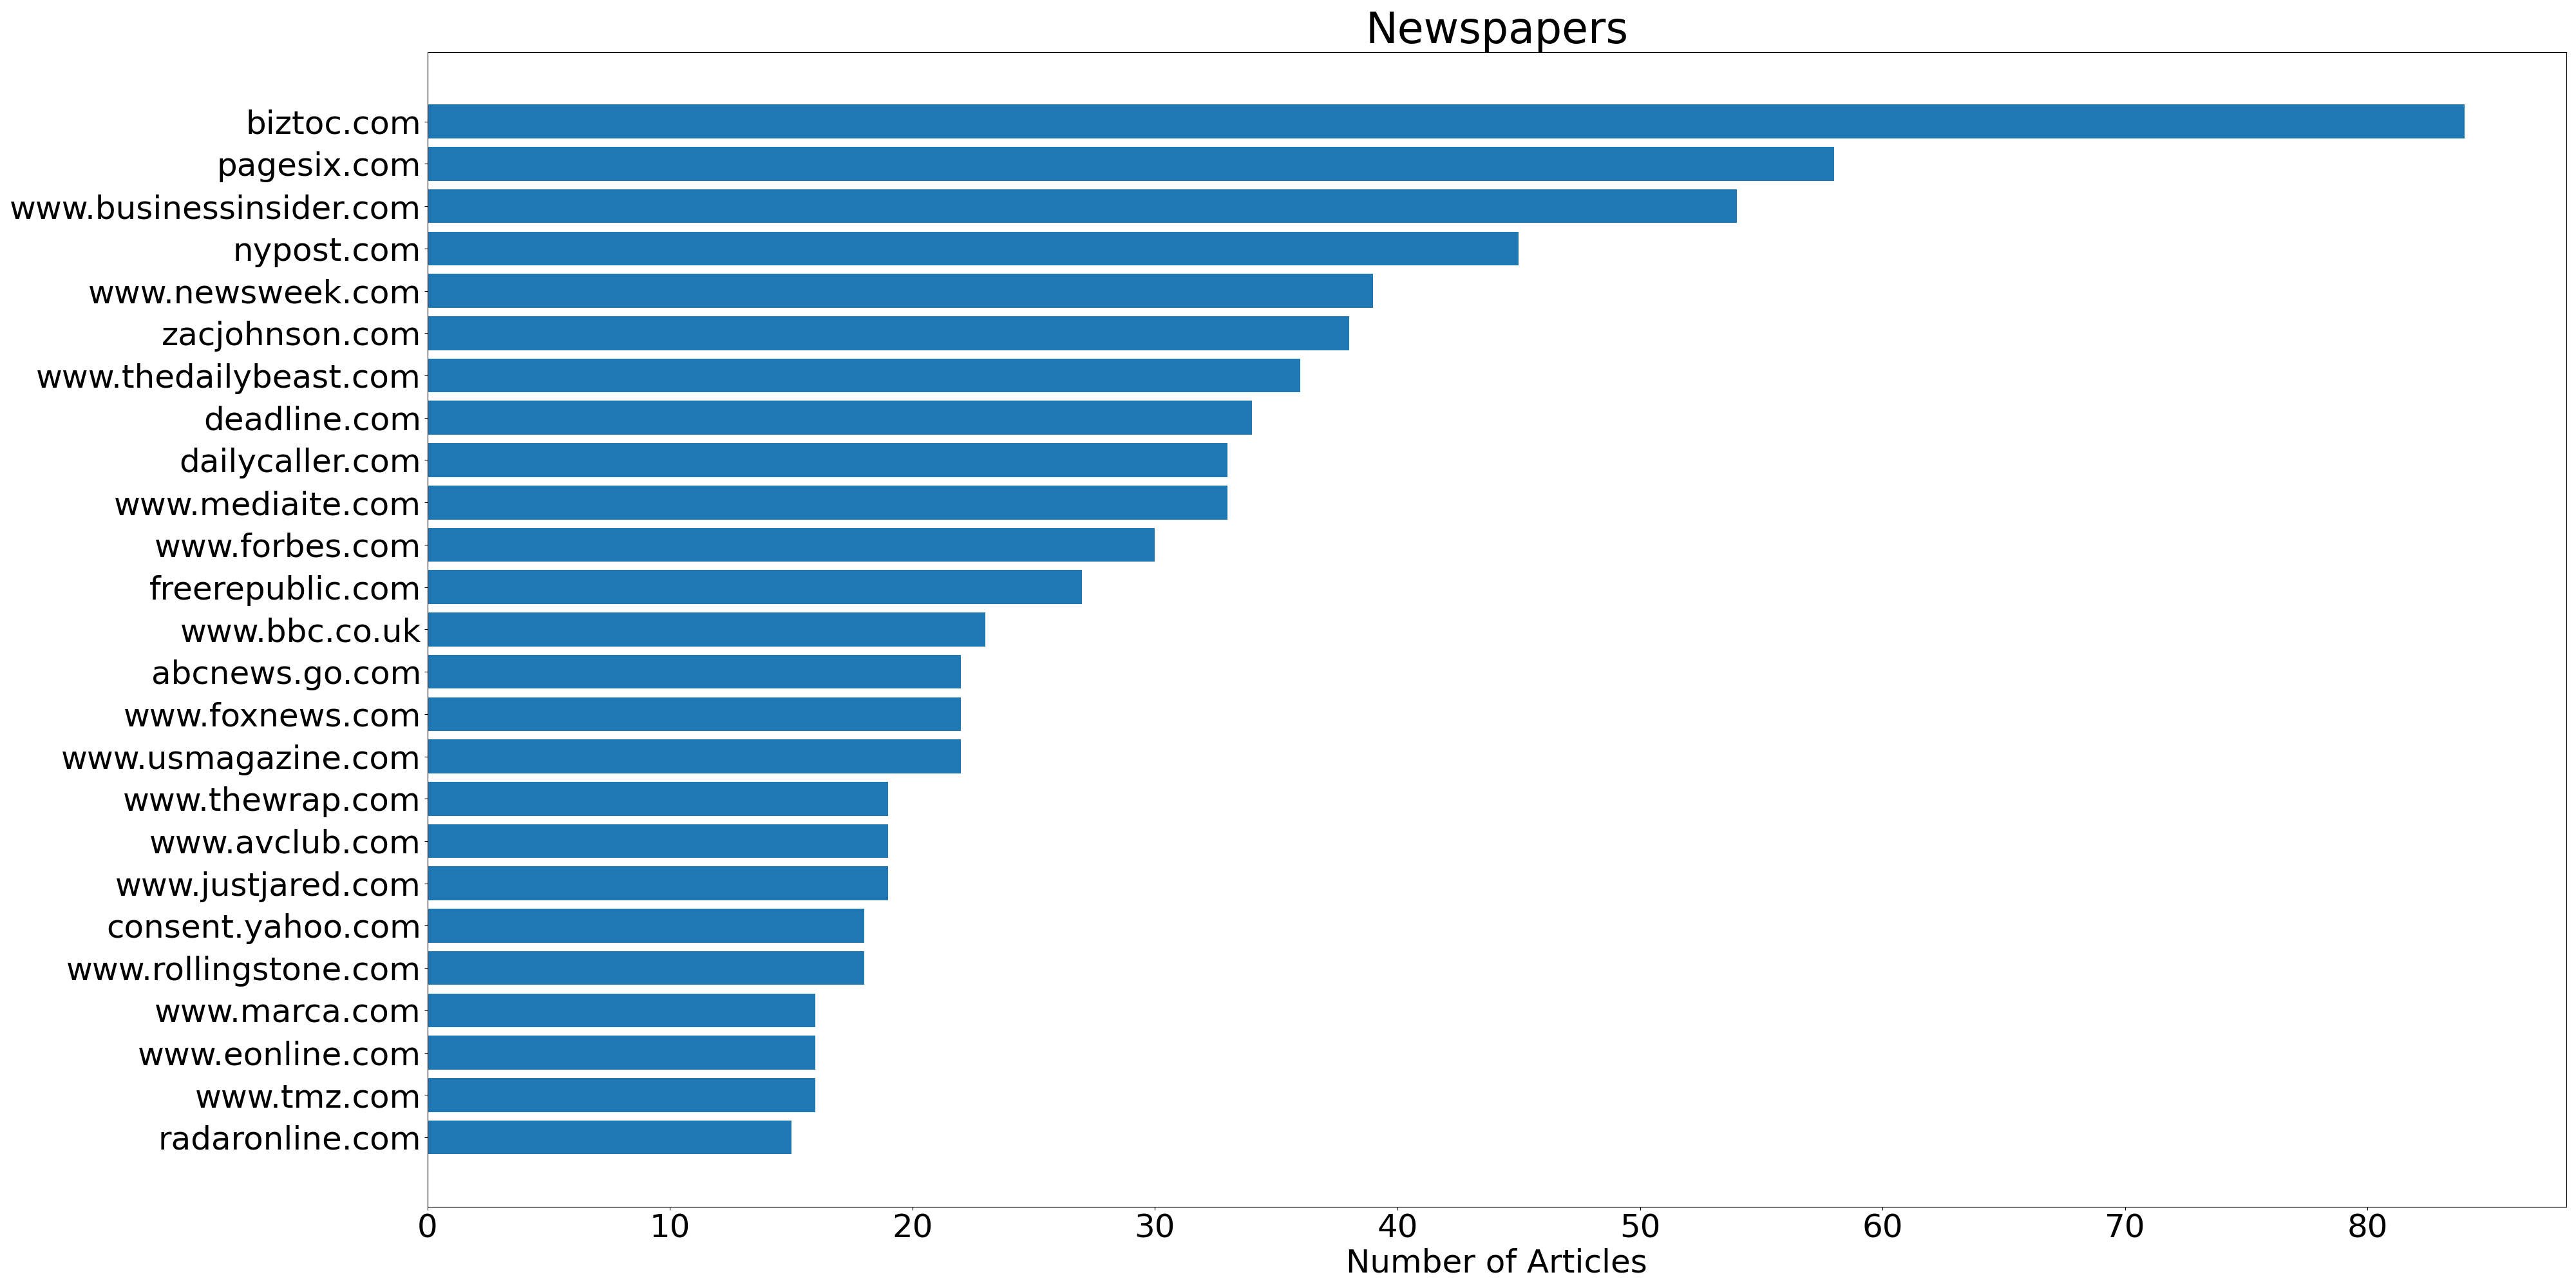 Newspapers
biztoc.com
pagesix.com
www.businessinsider.com
nypost.com
www.newsweek.com
zacjohnson.com
www.thedailybeast.com
deadline.com
dailycaller.com
www.mediaite.com
www.forbes.com
freerepublic.com
www.bbc.co.uk
abcnews.go.com
www.foxnews.com
www.usmagazine.com
www.thewrap.com
www.avclub.com
www.justjared.com
consent.yahoo.com
www.rollingstone.com
www.marca.com
www.eonline.com
www.tmz.com
radaronline.com
0 10 20 30 40 50 60 70 80
Number of Articles